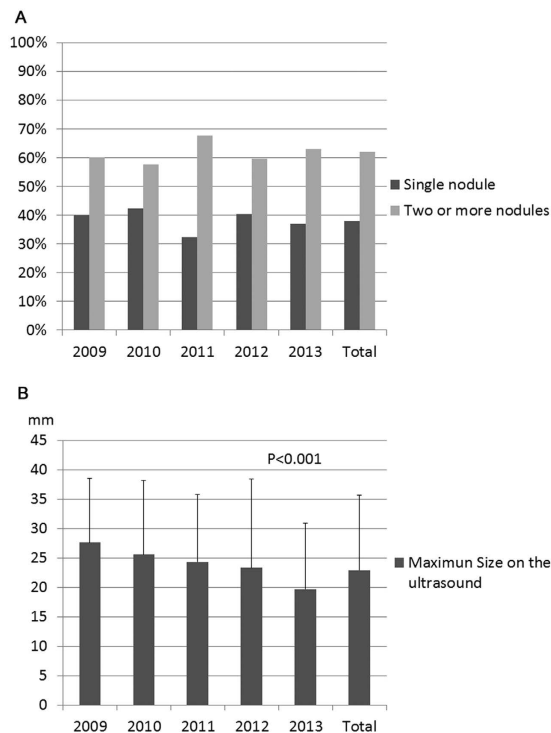 A
100%
90%
80%
70%
60%
50%
40%
30%
20%
10%
0%
2009 2010 2011 2012 2013 Total
Single nodule
Two or more nodules
B
mm
45
40
35
30
25
20
15
10
5
0
P<0.001
2009 2010 2011 2012 2013 Total
Maximun Size on the
ultrasound